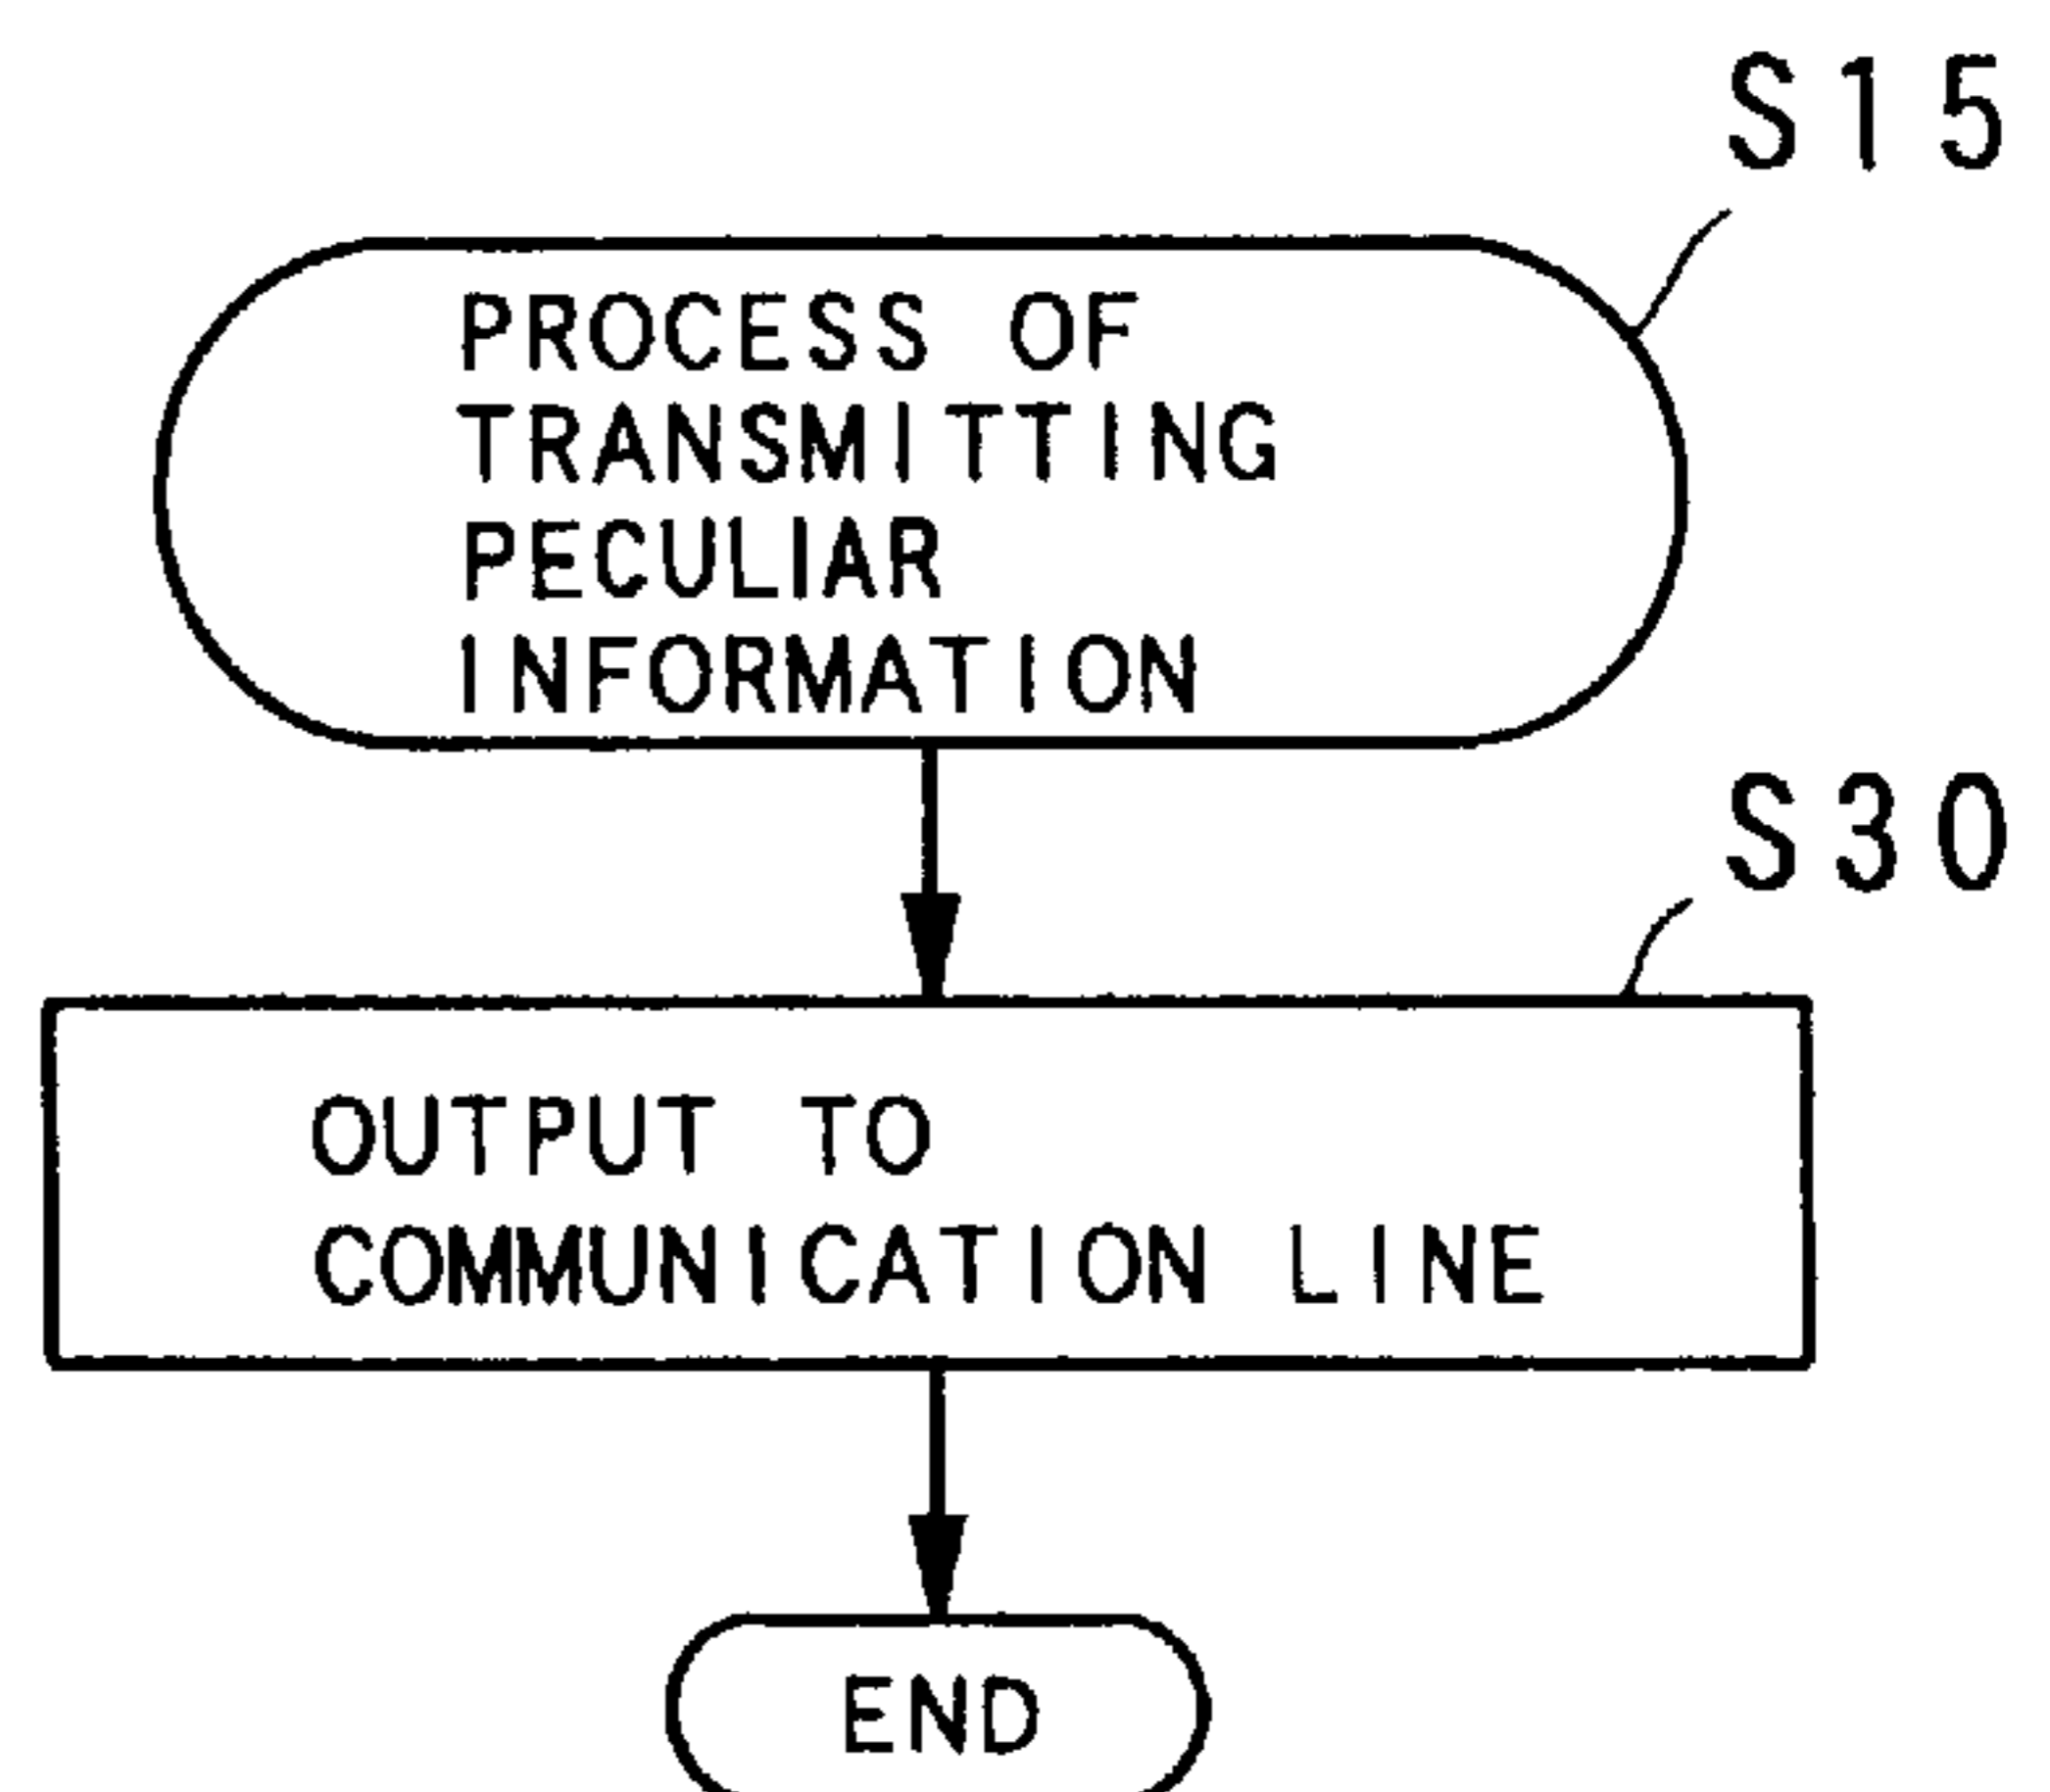 S15
PROCESS OF
TRANSMITTING
PECULIAR
INFORMATION
S30
OUTPUT TO
COMMUNICATION LINE
END